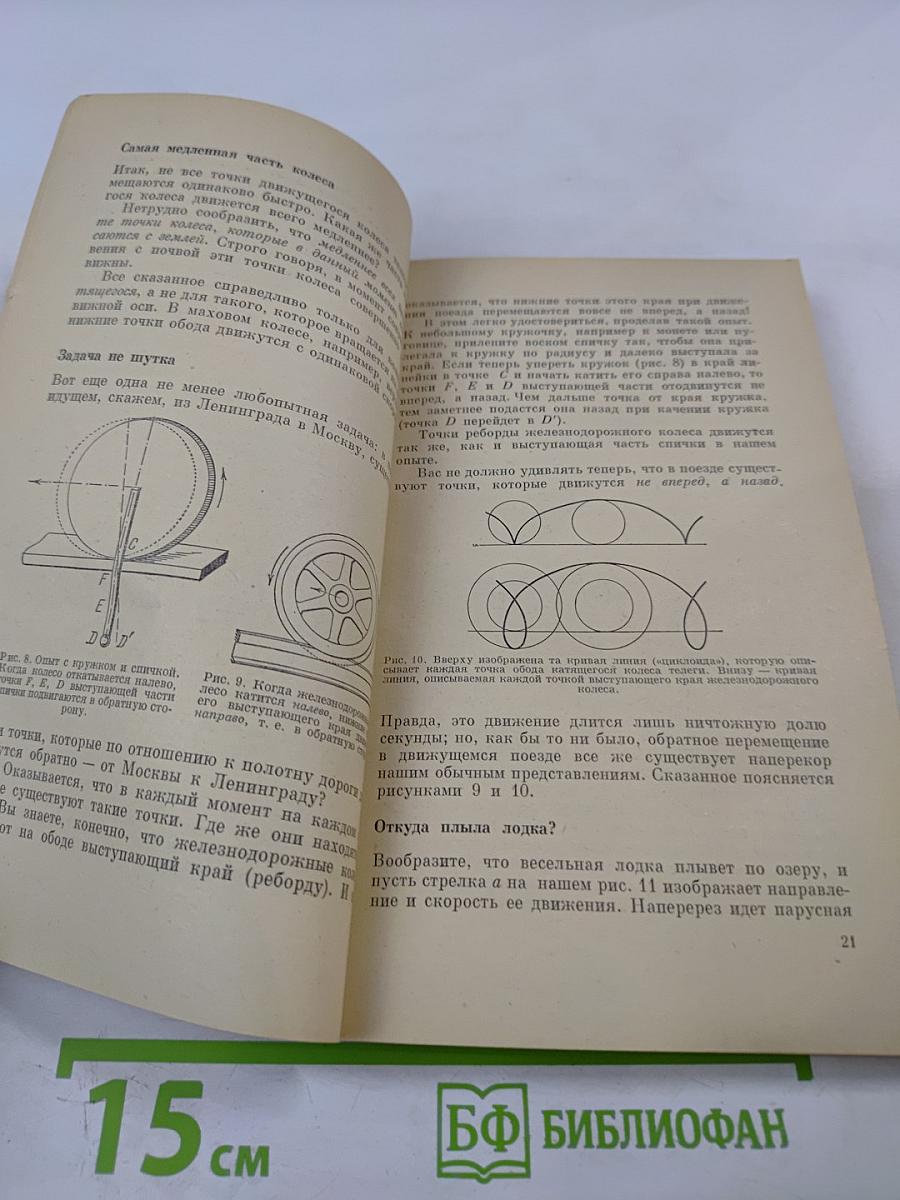 Самая медленная часть колеса
Итак, не все точки движущегося колеса
мещаются одинаково быстро. Какая же часть
гося колеса движется всего медленнее?
Нетрудно сообразить, что медленнее всех
те точки колеса, которые в данный момент
саются с землей. Строго говоря, в момент
вения с почвой эти точки колеса совершенно
вижны.
Все сказанное справедливо только для
тящегося, а не для такого, которое вращается
вижной оси. В маховом колесе, например,
нижние точки обода движутся с одинаковой
Задача не шутка
Вот еще одна не менее любопытная задача: в
идущем, скажем, из Ленинграда в Москву,
C
F
E
D D′
Рис. 8. Опыт с кружком и спичкой.
Когда колесо откатывается налево,
точки F, E, D выступающей части
спички подвигаются в обратную сто-
рону.
Рис. 9. Когда железнодорож
лесо катится налево, нижн
его выступающего края
направо, т. е. в обратную
и точки, которые по отношению к полотну дороги
утся обратно — от Москвы к Ленинграду?
Оказывается, что в каждый момент на каждом
е существуют такие точки. Где же они находят
Вы знаете, конечно, что железнодорожные
ют на ободе выступающий край (реборду). И
оказывается, что нижние точки этого края при движе-
нии поезда перемещаются вовсе не вперед, а назад!
В этом легко удостовериться, проделав такой опыт.
К небольшому кружочку, например к монете или пу-
говице, прилепите воском спичку так, чтобы она при-
легала к кружку по радиусу и далеко выступала за
край. Если теперь упереть кружок (рис. 8) в край ли-
нейки в точке C и начать катить его справа налево, то
точки F, E и D выступающей части отодвинутся не
вперед, а назад. Чем дальше точка от края кружка,
тем заметнее подастся она назад при качении кружка
(точка D перейдет в D′).
Точки реборды железнодорожного колеса движутся
так же, как и выступающая часть спички в нашем
опыте.
Вас не должно удивлять теперь, что в поезде сущест-
вуют точки, которые движутся не вперед, а назад.
Рис. 10. Вверху изображена та кривая линия («циклоида»), которую опи-
сывает каждая точка обода катящегося колеса телеги. Внизу — кривая
линия, описываемая каждой точкой выступающего края железнодорожного
колеса.
Правда, это движение длится лишь ничтожную долю
секунды; но, как бы то ни было, обратное перемещение
в движущемся поезде все же существует наперекор
нашим обычным представлениям. Сказанное поясняется
рисунками 9 и 10.
Откуда плыла лодка?
Вообразите, что весельная лодка плывет по озеру, и
пусть стрелка а на нашем рис. 11 изображает направле-
ние и скорость ее движения. Наперерез идет парусная
21
15 см
БФ БИБЛИОФАН